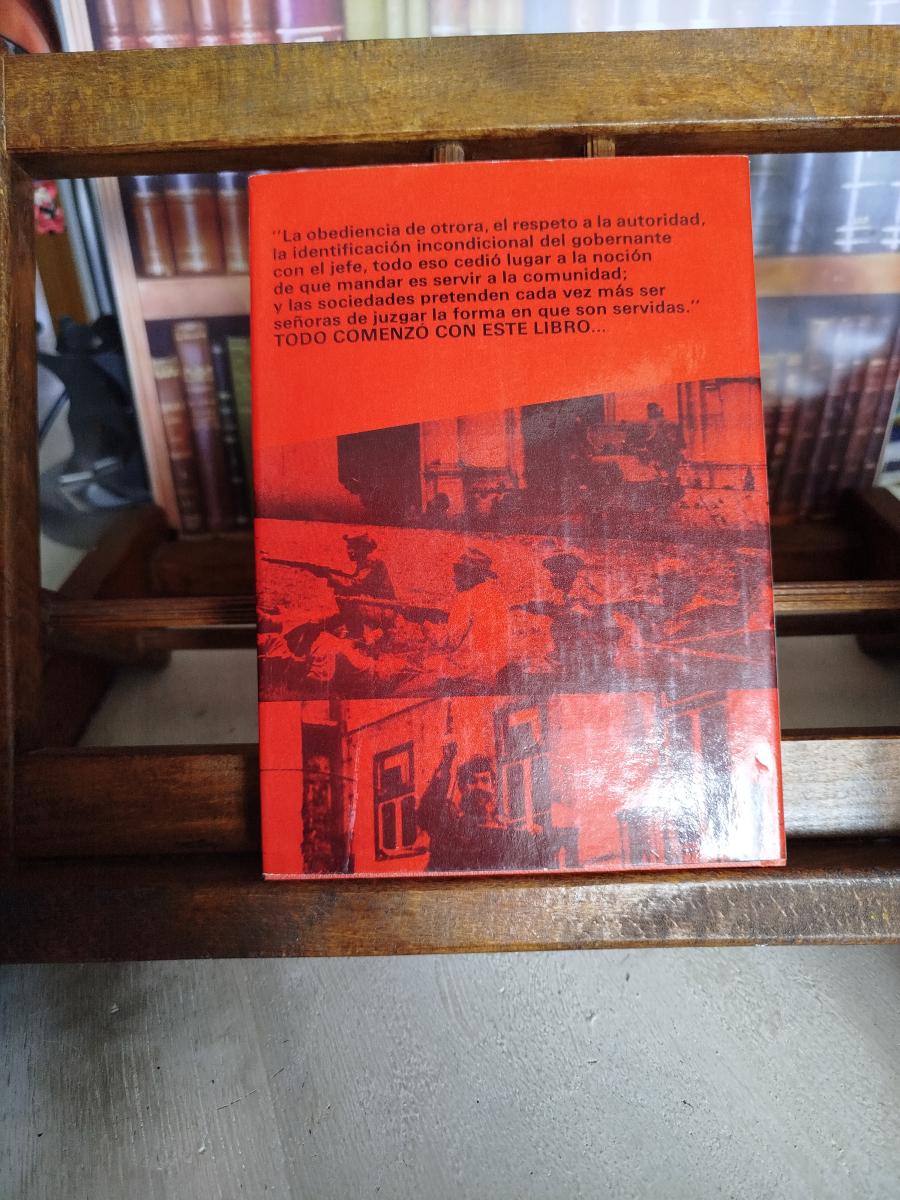 "La obediencia de otrora, el respeto a la autoridad,
la identificación incondicional del gobernante
con el jefe, todo eso cedió lugar a la noción
de que mandar es servir a la comunidad;
y las sociedades pretenden cada vez más ser
señoras de juzgar la forma en que son servidas."
TODO COMENZÓ CON ESTE LIBRO...